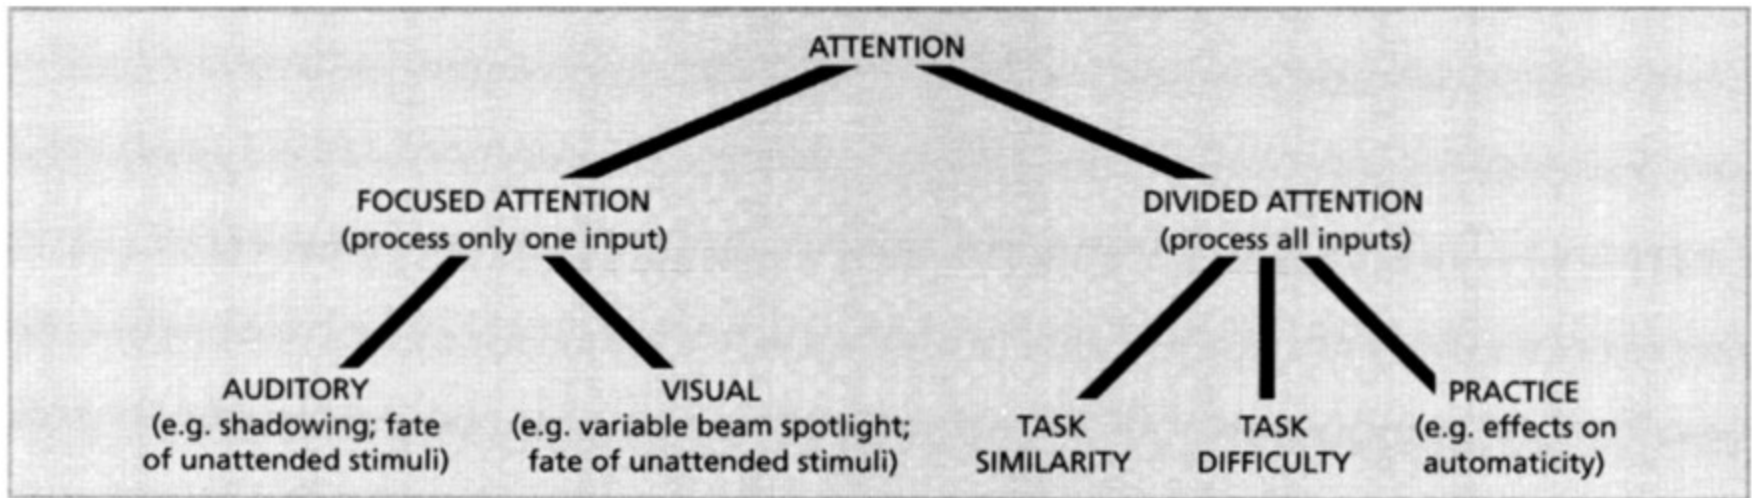 ATTENTION
FOCUSED ATTENTION
(process only one input)
DIVIDED ATTENTION
(process all inputs)
AUDITORY
(e.g. shadowing; fate
of unattended stimuli)
VISUAL
(e.g. variable beam spotlight;
fate of unattended stimuli)
TASK
SIMILARITY
TASK
DIFFICULTY
PRACTICE
(e.g. effects on
automaticity)